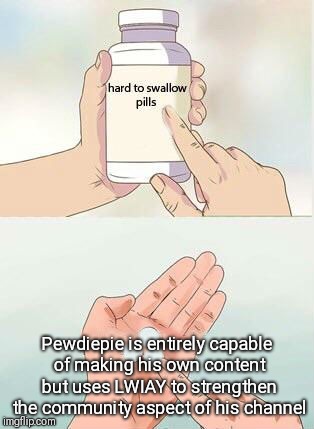 hard to swallow
pills
Pewdiepie is entirely capable
of making his own content
but uses LWIAY to strengthen
the community aspect of his channel
imgflip.com